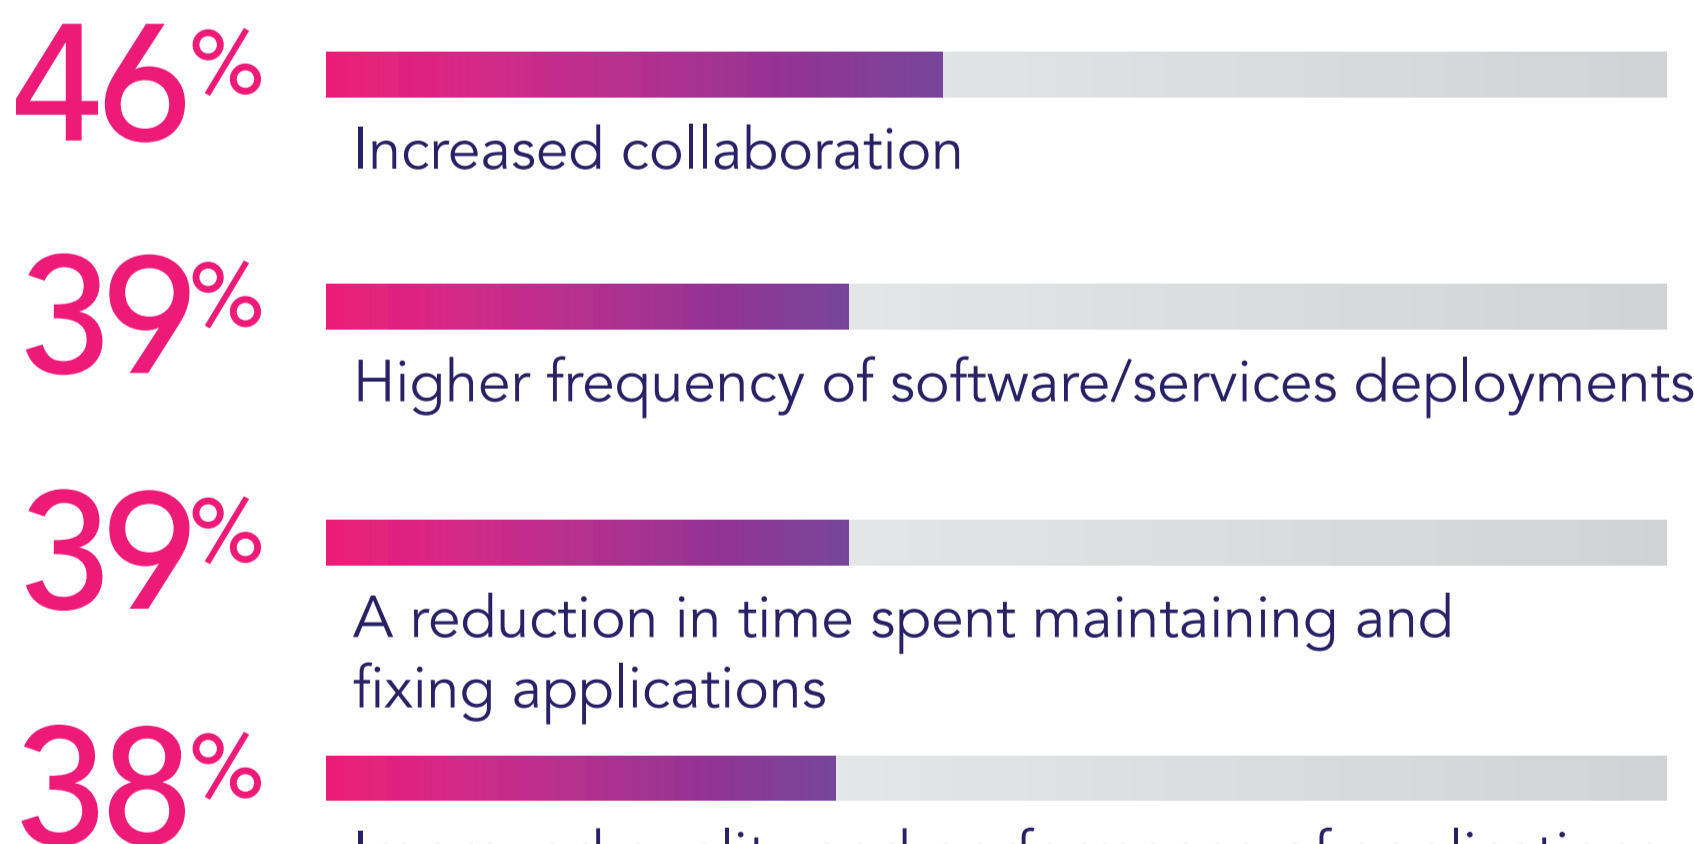 46%
Increased collaboration
39%
Higher frequency of software/services deployments
39%
A reduction in time spent maintaining and
fixing applications
38%